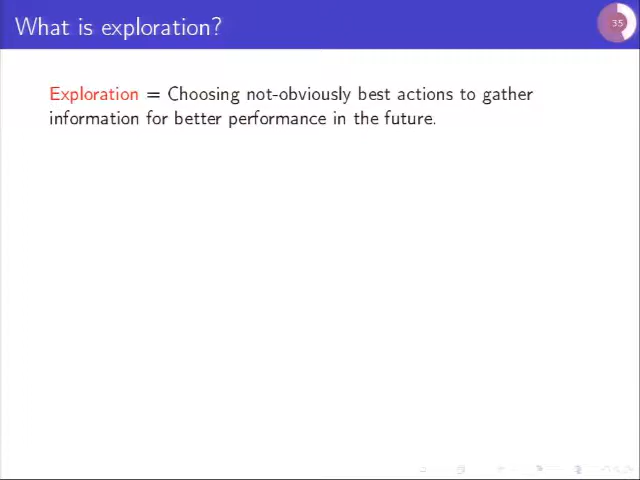 What is exploration?
35
Exploration = Choosing not-obviously best actions to gather
information for better performance in the future.